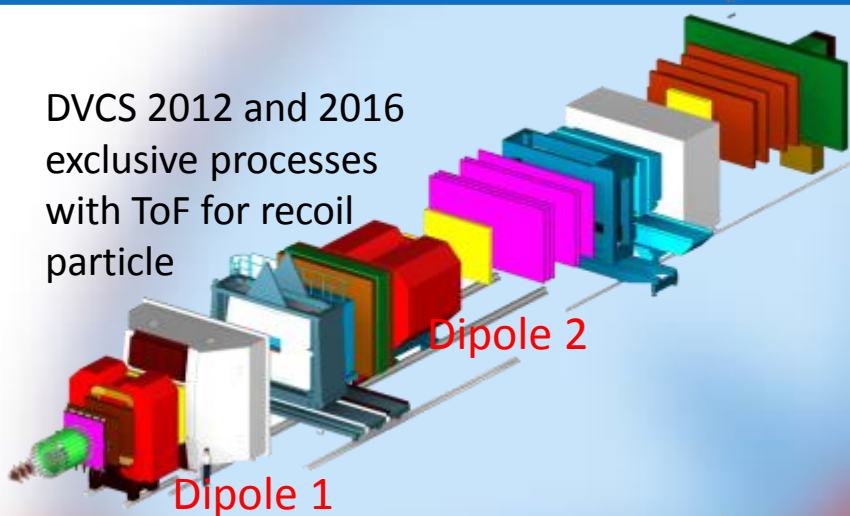 DVCS 2012 and 2016
exclusive processes
with ToF for recoil
particle
Dipole 2
Dipole 1